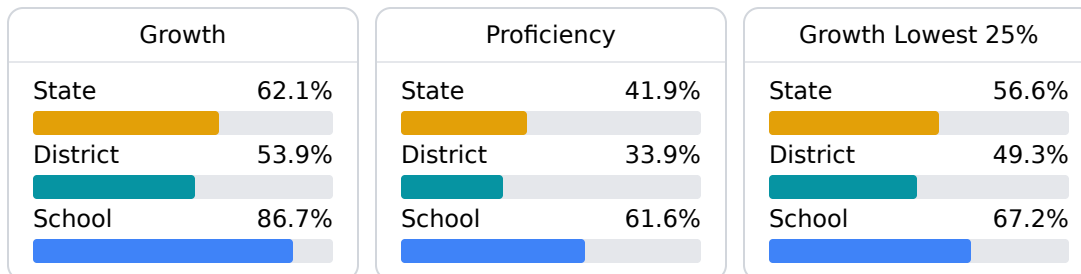 Growth
State 62.1%
District 53.9%
School 86.7%
Proficiency
State 41.9%
District 33.9%
School 61.6%
Growth Lowest 25%
State 56.6%
District 49.3%
School 67.2%